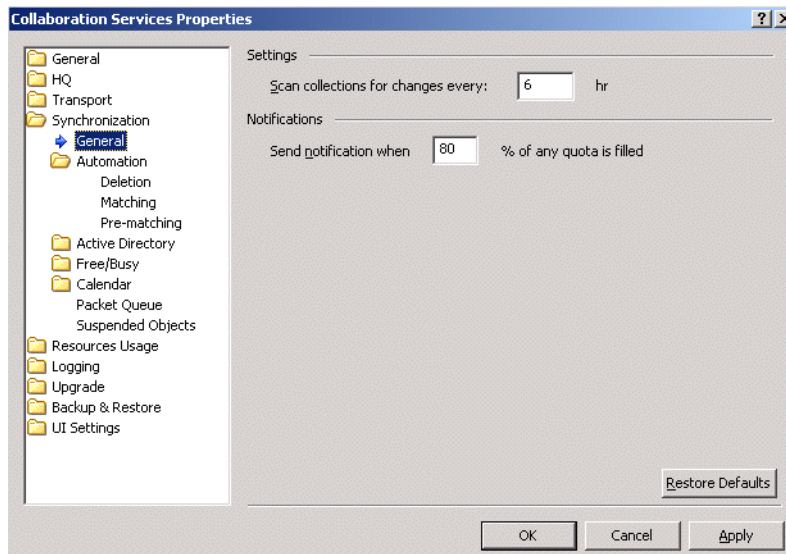 Collaboration Services Properties
General
HQ
Transport
Synchronization
General
Automation
Deletion
Matching
Pre-matching
Active Directory
Free/Busy
Calendar
Packet Queue
Suspended Objects
Resources Usage
Logging
Upgrade
Backup & Restore
UI Settings
Settings
Scan collections for changes every: 6 hr
Notifications
Send notification when 80 % of any quota is filled
Restore Defaults
OK Cancel Apply